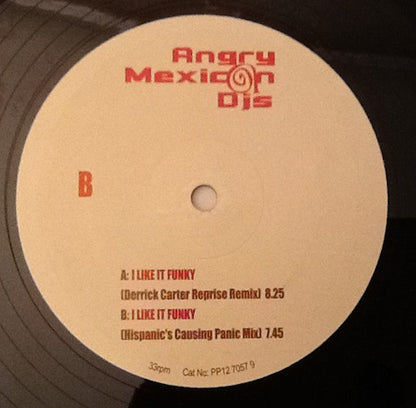 Angry
Mexican
Djs
B
A: I LIKE IT FUNKY
(Derrick Carter Reprise Remix) 8.25
B: I LIKE IT FUNKY
(Hispanic's Causing Panic Mix) 7.45
33rpm Cat No: PP12 7057 9